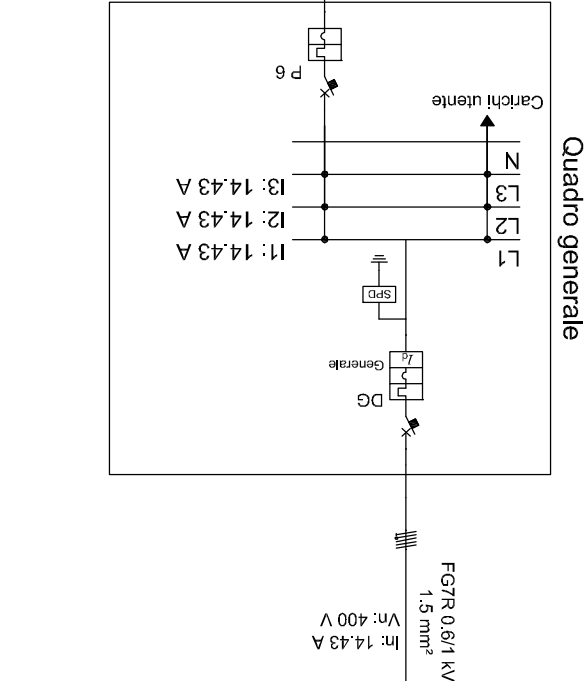 Quadro generale
P 6
Carichi utente
N
L3
L2
L1
I3: 14.43 A
I2: 14.43 A
I1: 14.43 A
SPD
Id
Generale
DG
FG7R 0.6/1 kV
1.5 mm²
Vn: 400 V
In: 14.43 A